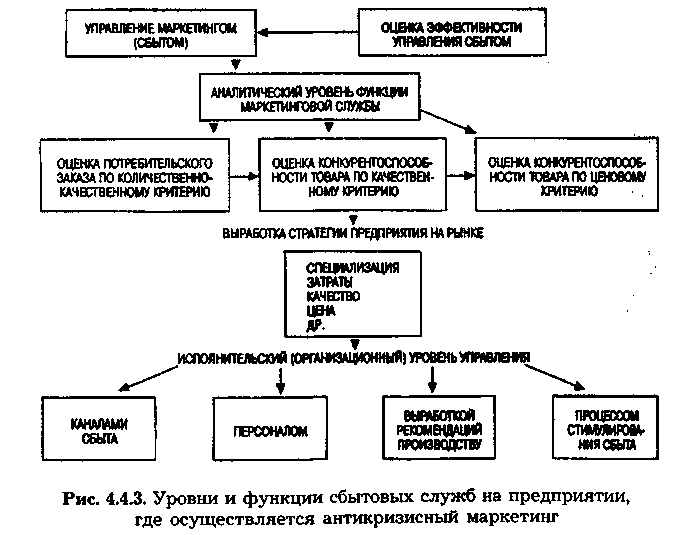 УПРАВЛЕНИЕ МАРКЕТИНГОМ
(СБЫТОМ)
ОЦЕНКА ЭФФЕКТИВНОСТИ
УПРАВЛЕНИЯ СБЫТОМ
АНАЛИТИЧЕСКИЙ УРОВЕНЬ ФУНКЦИИ
МАРКЕТИНГОВОЙ СЛУЖБЫ
ОЦЕНКА ПОТРЕБИТЕЛЬСКОГО
ЗАКАЗА ПО КОЛИЧЕСТВЕННО-
КАЧЕСТВЕННОМУ КРИТЕРИЮ
ОЦЕНКА КОНКУРЕНТОСПОСОБ-
НОСТИ ТОВАРА ПО КАЧЕСТВЕН-
НОМУ КРИТЕРИЮ
ОЦЕНКА КОНКУРЕНТОСПОСОБ-
НОСТИ ТОВАРА ПО ЦЕНОВОМУ
КРИТЕРИЮ
ВЫРАБОТКА СТРАТЕГИИ ПРЕДПРИЯТИЯ НА РЫНКЕ
СПЕЦИАЛИЗАЦИЯ
ЗАТРАТЫ
КАЧЕСТВО
ЦЕНА
ДР.
ИСПОЯНИТЕЛЬСКИЙ (ОРГАНИЗАЦИОННЫЙ) УРОВЕНЬ УПРАВЛЕНИЯ
КАНАЛАМИ
СБЫТА
ПЕРСОНАЛОМ
ВЫРАБОТКОЙ
РЕКОМЕНДАЦИЙ
ПРОИЗВОДСТВУ
ПРОЦЕССОМ
СТИМУЛИРОВА-
НИЯ СБЫТА
Рис. 4.4.3. Уровни и функции сбытовых служб на предприятии,
где осуществляется антикризисный маркетинг